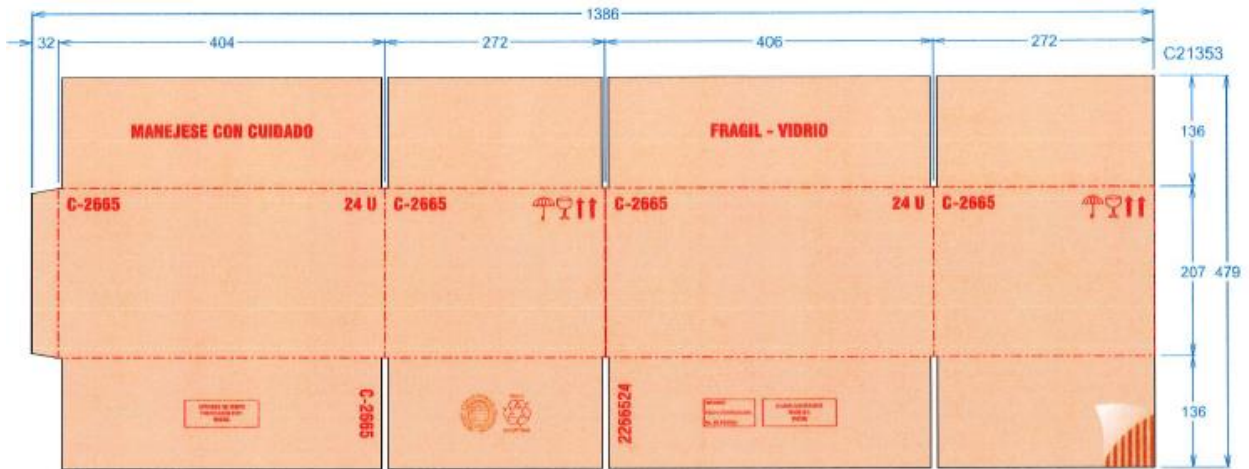 1386
32
404
272
406
272
C21353
MANEJESE CON CUIDADO
FRAGIL - VIDRIO
136
C-2665
24 U
C-2665
C-2665
24 U
C-2665
207
479
C-2665
2266524
136